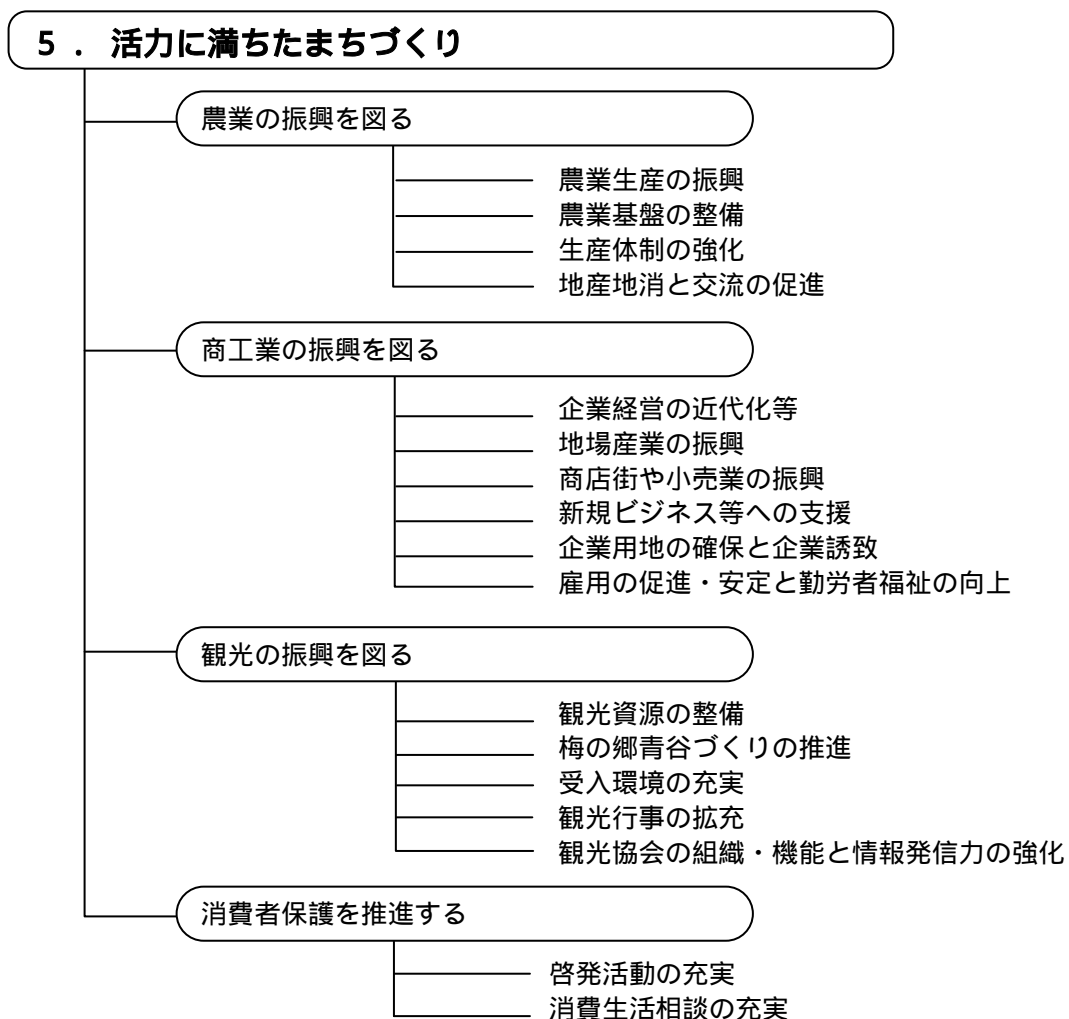 ５．活力に満ちたまちづくり
農業の振興を図る
農業生産の振興
農業基盤の整備
生産体制の強化
地産地消と交流の促進
商工業の振興を図る
企業経営の近代化等
地場産業の振興
商店街や小売業の振興
新規ビジネス等への支援
企業用地の確保と企業誘致
雇用の促進・安定と勤労者福祉の向上
観光の振興を図る
観光資源の整備
梅の郷青谷づくりの推進
受入環境の充実
観光行事の拡充
観光協会の組織・機能と情報発信力の強化
消費者保護を推進する
啓発活動の充実
消費生活相談の充実